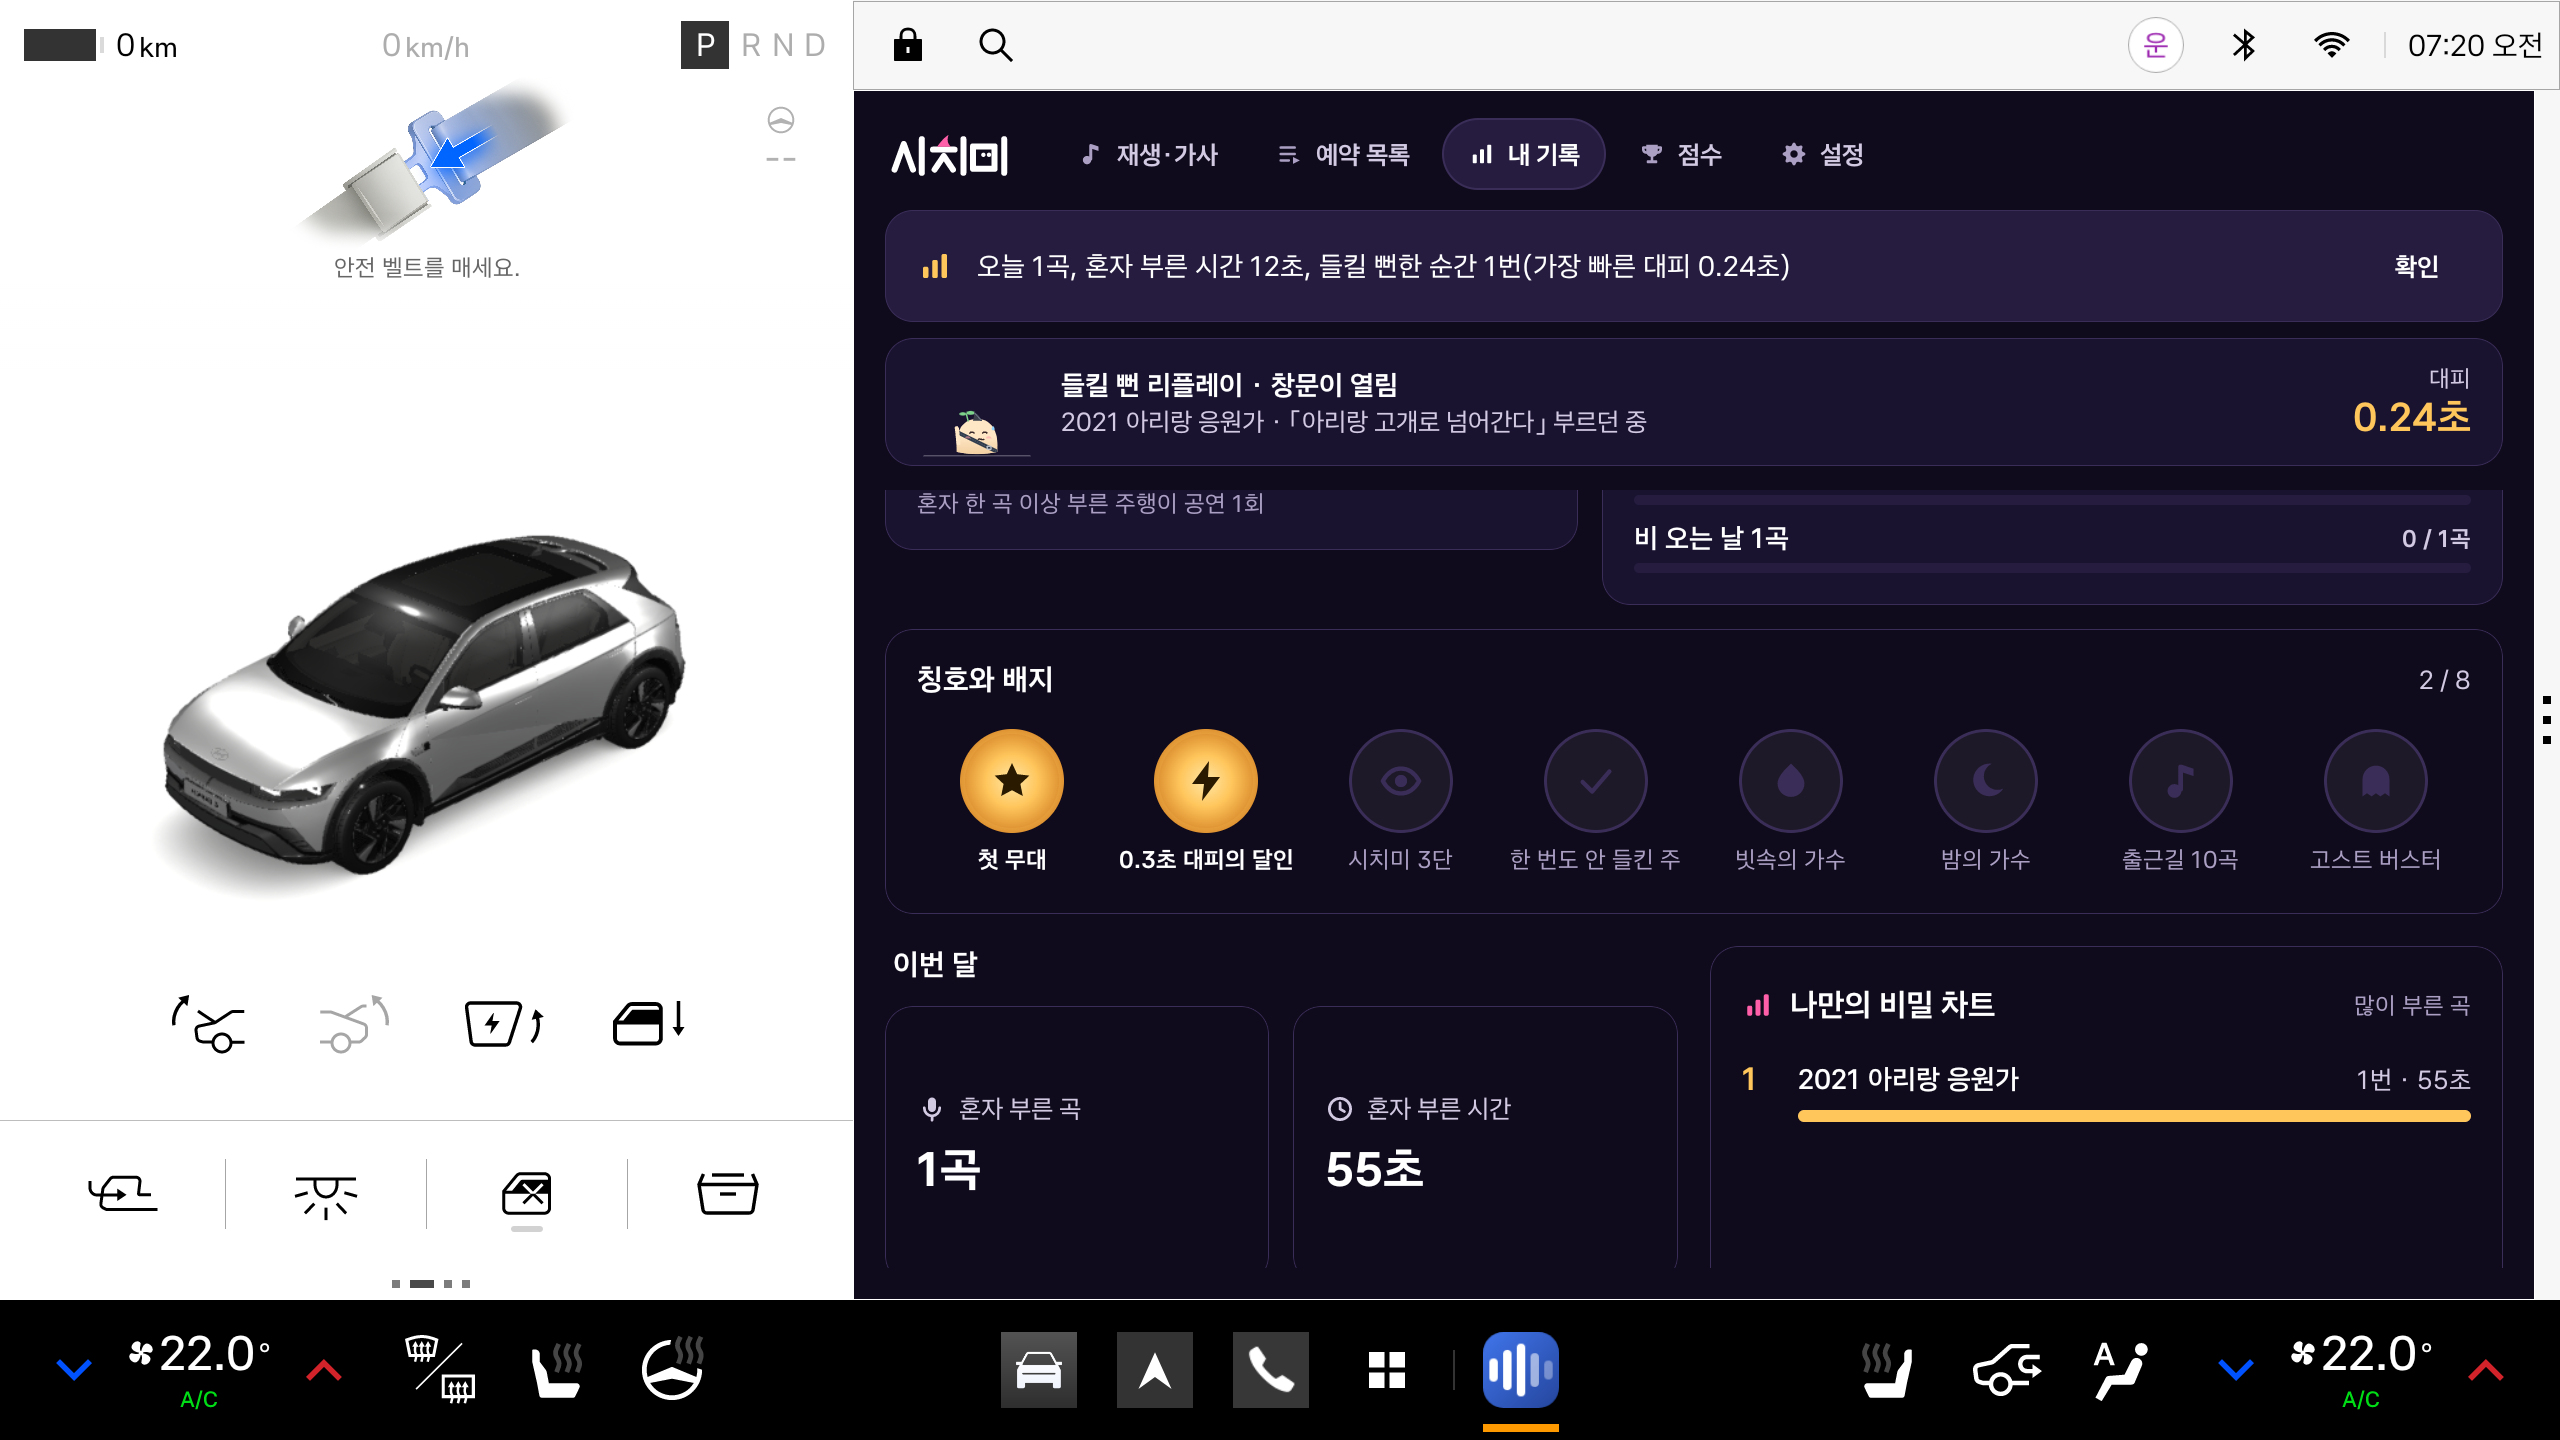 0 km
0 km/h
P R N D
안전 벨트를 매세요.
운
07:20 오전
시치미
재생·가사
예약 목록
내 기록
점수
설정
오늘 1곡, 혼자 부른 시간 12초, 들킬 뻔한 순간 1번(가장 빠른 대피 0.24초)
확인
들킬 뻔 리플레이 · 창문이 열림
2021 아리랑 응원가 · 「아리랑 고개로 넘어간다」 부르던 중
대피
0.24초
혼자 한 곡 이상 부른 주행이 공연 1회
비 오는 날 1곡
0 / 1곡
칭호와 배지
2 / 8
첫 무대
0.3초 대피의 달인
시치미 3단
한 번도 안 들킨 주
빗속의 가수
밤의 가수
출근길 10곡
고스트 버스터
이번 달
혼자 부른 곡
1곡
혼자 부른 시간
55초
나만의 비밀 차트
많이 부른 곡
1
2021 아리랑 응원가
1번 · 55초
22.0°
A/C
A
22.0°
A/C